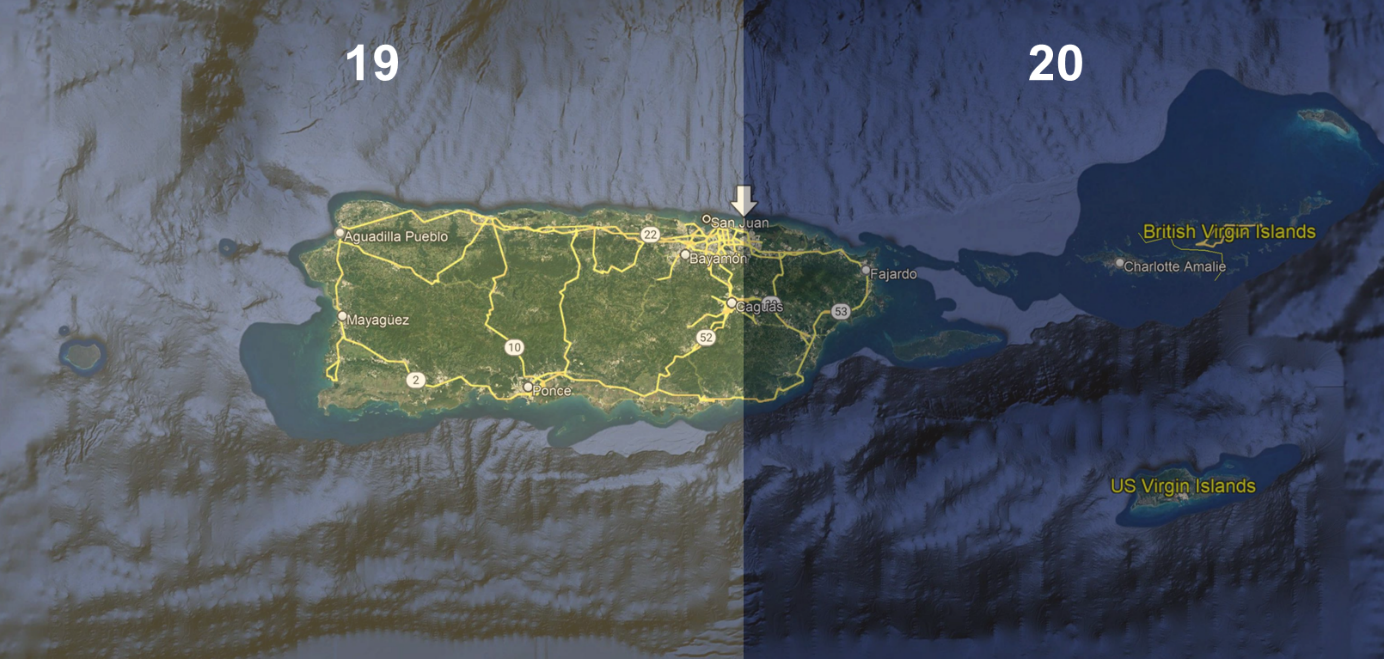 19
20
San Juan
22
Aguadilla Pueblo
British Virgin Islands
Bayamon
Charlotte Amalie
Fajardo
Caguas
53
Mayagüez
52
10
2
Ponce
US Virgin Islands